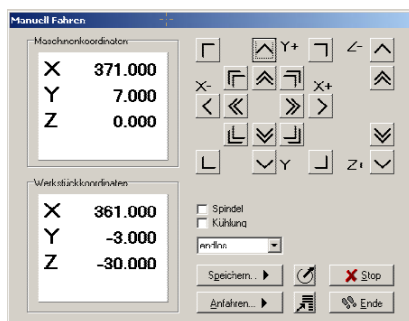 Manuell Fahren
Maschinenkoordinaten
X 371.000
Y 7.000
Z 0.000
Y+ Z-
X- X+
Y Z+
Werkstückkoordinaten
X 361.000
Y -3.000
Z -30.000
Spindel
Kühlung
endlos
Speichern..
Stop
Anfahren...
Ende